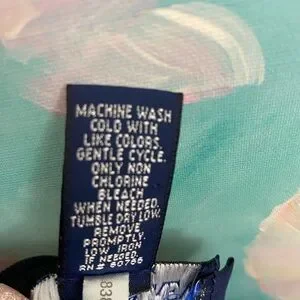 MACHINE WASH
COLD WITH
LIKE COLORS.
GENTLE CYCLE.
ONLY NON
CHLORINE
BLEACH
WHEN NEEDED.
TUMBLE DRY LOW.
REMOVE
PROMPTLY.
LOW IRON
IF NEEDED.
RN# 60786